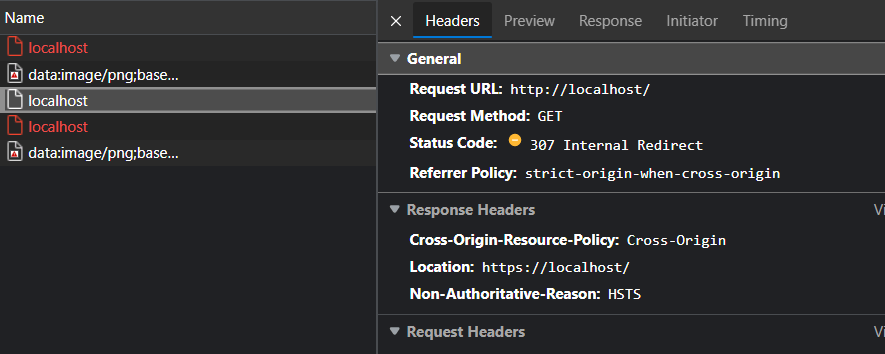 Name
localhost
data:image/png;base...
localhost
localhost
data:image/png;base...
Headers Preview Response Initiator Timing
General
Request URL: http://localhost/
Request Method: GET
Status Code: 307 Internal Redirect
Referrer Policy: strict-origin-when-cross-origin
Response Headers
Cross-Origin-Resource-Policy: Cross-Origin
Location: https://localhost/
Non-Authoritative-Reason: HSTS
Request Headers